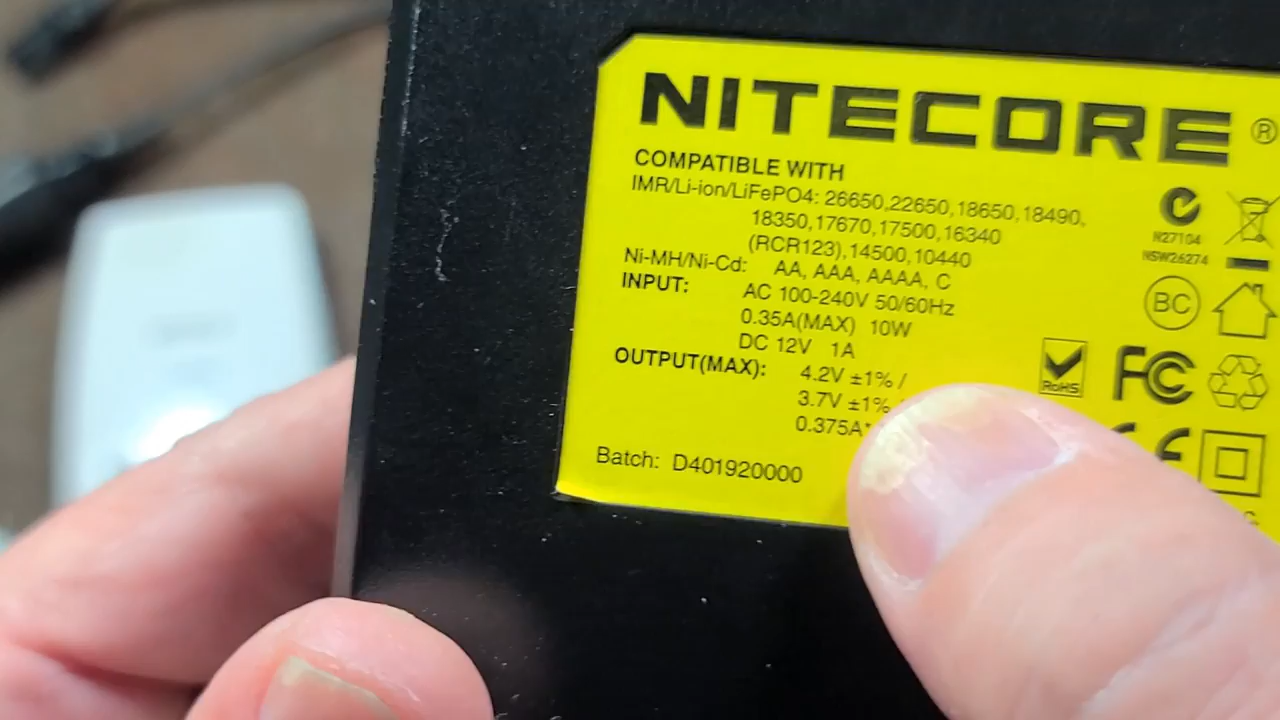 NITECORE ®
COMPATIBLE WITH
IMR/Li-ion/LiFePO4: 26650,22650,18650,18490,
18350,17670,17500,16340
(RCR123),14500,10440
Ni-MH/Ni-Cd: AA, AAA, AAAA, C
INPUT: AC 100-240V 50/60Hz
0.35A(MAX) 10W
DC 12V 1A
OUTPUT(MAX): 4.2V ±1% /
3.7V ±1%
0.375A*
Batch: D401920000
N27104
NSW26274
BC
RoHS
FC
CE